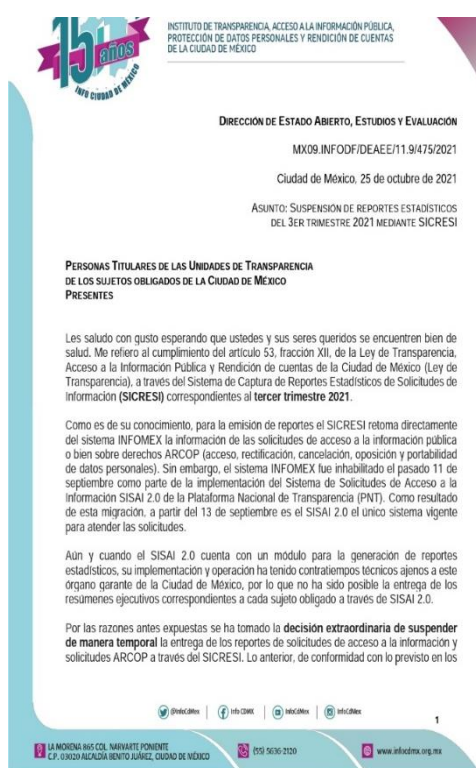 15 años
INFO CIUDAD DE MÉXICO
INSTITUTO DE TRANSPARENCIA, ACCESO A LA INFORMACIÓN PÚBLICA,
PROTECCIÓN DE DATOS PERSONALES Y RENDICIÓN DE CUENTAS
DE LA CIUDAD DE MÉXICO
DIRECCIÓN DE ESTADO ABIERTO, ESTUDIOS Y EVALUACIÓN
MX09.INFODF/DEAEE/11.9/475/2021
Ciudad de México, 25 de octubre de 2021
ASUNTO: SUSPENSIÓN DE REPORTES ESTADÍSTICOS
DEL 3ER TRIMESTRE 2021 MEDIANTE SICRESI
PERSONAS TITULARES DE LAS UNIDADES DE TRANSPARENCIA
DE LOS SUJETOS OBLIGADOS DE LA CIUDAD DE MÉXICO
PRESENTES
Les saludo con gusto esperando que ustedes y sus seres queridos se encuentren bien de
salud. Me refiero al cumplimiento del artículo 53, fracción XII, de la Ley de Transparencia,
Acceso a la Información Pública y Rendición de cuentas de la Ciudad de México (Ley de
Transparencia), a través del Sistema de Captura de Reportes Estadísticos de Solicitudes de
Información (SICRESI) correspondientes al tercer trimestre 2021.
Como es de su conocimiento, para la emisión de reportes el SICRESI retoma directamente
del sistema INFOMEX la información de las solicitudes de acceso a la información pública
o bien sobre derechos ARCOP (acceso, rectificación, cancelación, oposición y portabilidad
de datos personales). Sin embargo, el sistema INFOMEX fue inhabilitado el pasado 11 de
septiembre como parte de la implementación del Sistema de Solicitudes de Acceso a la
Información SISAI 2.0 de la Plataforma Nacional de Transparencia (PNT). Como resultado
de esta migración, a partir del 13 de septiembre es el SISAI 2.0 el único sistema vigente
para atender las solicitudes.
Aún y cuando el SISAI 2.0 cuenta con un módulo para la generación de reportes
estadísticos, su implementación y operación ha tenido contratiempos técnicos ajenos a este
órgano garante de la Ciudad de México, por lo que no ha sido posible la entrega de los
resúmenes ejecutivos correspondientes a cada sujeto obligado a través de SISAI 2.0.
Por las razones antes expuestas se ha tomado la decisión extraordinaria de suspender
de manera temporal la entrega de los reportes de solicitudes de acceso a la información y
solicitudes ARCOP a través del SICRESI. Lo anterior, de conformidad con lo previsto en los
@InfoCdMex | Info CDMX | InfoCdMex | InfoCdMex
1
LA MORENA 865 COL. NARVARTE PONIENTE
C.P. 03020 ALCALDÍA BENITO JUÁREZ, CIUDAD DE MÉXICO
(55) 5636-2120
www.infocdmx.org.mx